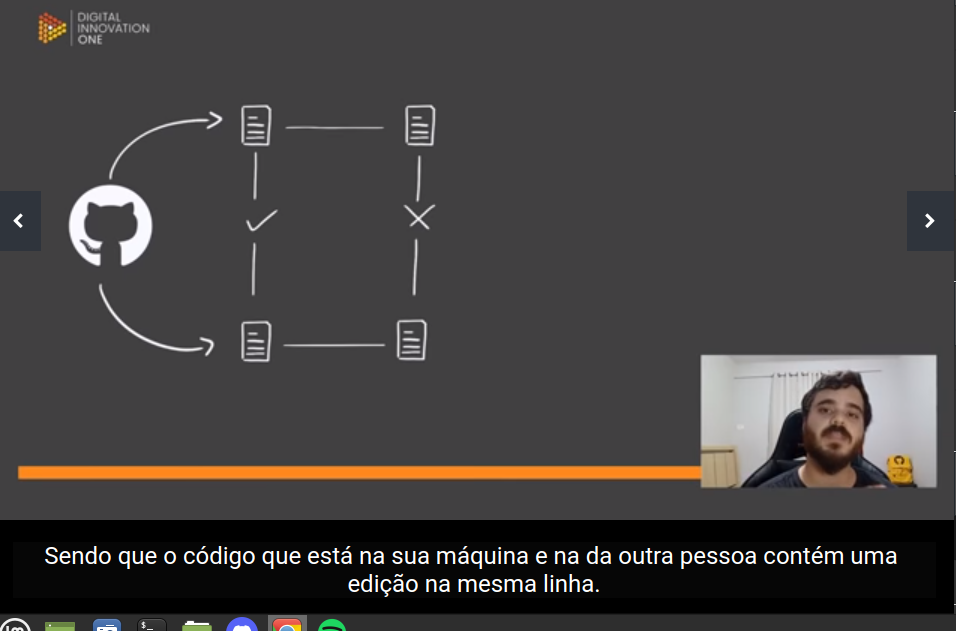 DIGITAL
INNOVATION
ONE
Sendo que o código que está na sua máquina e na da outra pessoa contém uma
edição na mesma linha.
$_